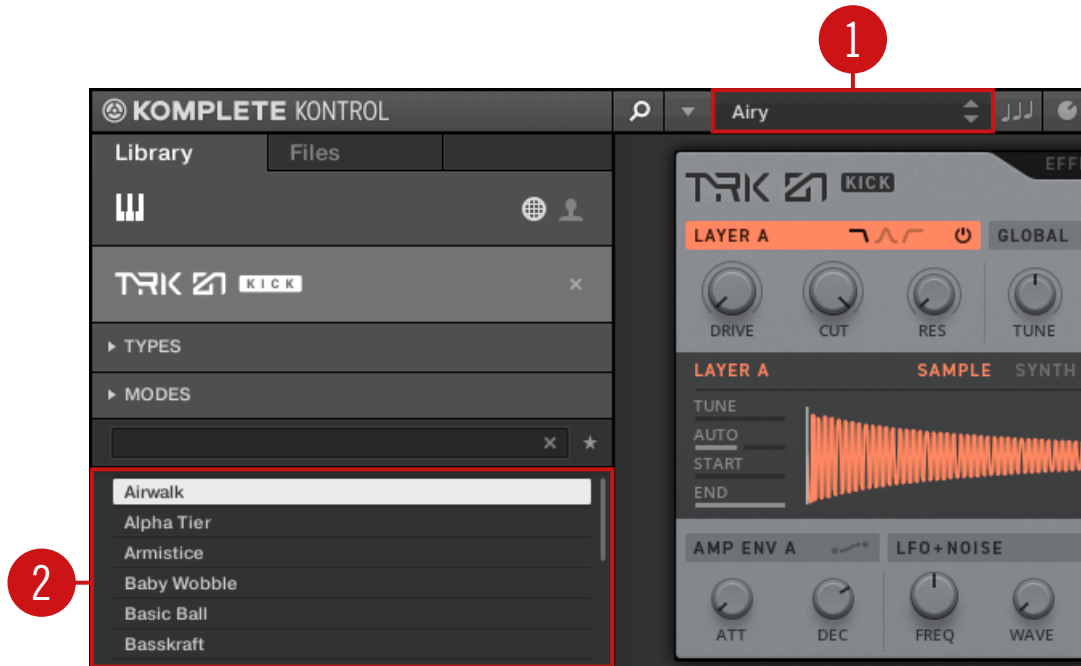 1
KOMPLETE KONTROL
Airy
Library Files
TRK 01 KICK
LAYER A GLOBAL
DRIVE CUT RES TUNE
TRK 01 KICK
TYPES
MODES
LAYER A SAMPLE SYNTH
TUNE
AUTO
START
END
Airwalk
Alpha Tier
Armistice
Baby Wobble
Basic Ball
Basskraft
2
AMP ENV A LFO+NOISE
ATT DEC FREQ WAVE